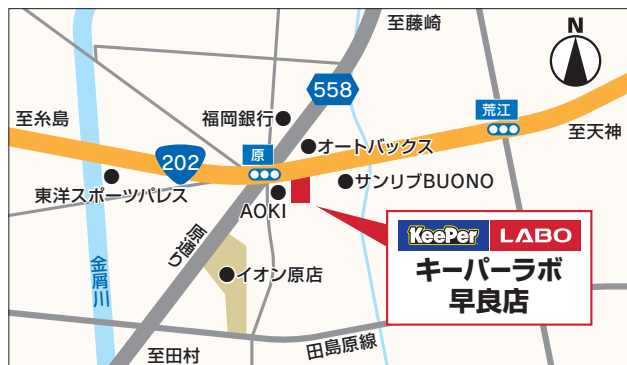 至藤崎
N
558
荒江
至糸島
福岡銀行
オートバックス
至天神
原
202
東洋スポーツパレス
サンリブBUONO
AOKI
原通り
KeePer LABO
キーパーラボ
早良店
イオン原店
金屑川
田島原線
至田村